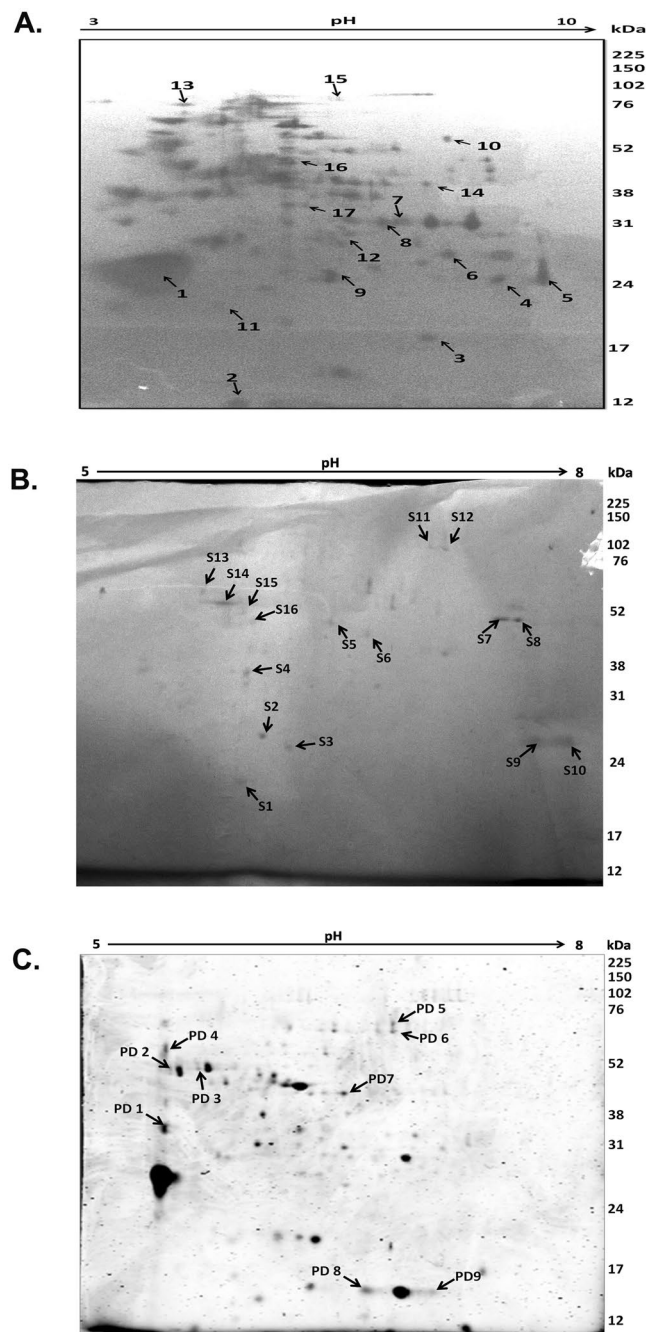 A.
3 pH 10 kDa
225
150
102
13 15
76
10
52
16
14
38
17 7
31
8
12
6
1 9 4 5
24
11
3
17
2
12
B.
5 pH 8 kDa
225
150
S11 S12
102
76
S13
S14
S15
S16
52
S5 S6 S7 S8
S4
38
31
S2
S3
S9 S10
24
S1
17
12
C.
5 pH 8 kDa
225
150
102
PD 5
76
PD 4 PD 6
PD 2
52
PD 3 PD7
PD 1
38
31
24
17
PD 8 PD9
12